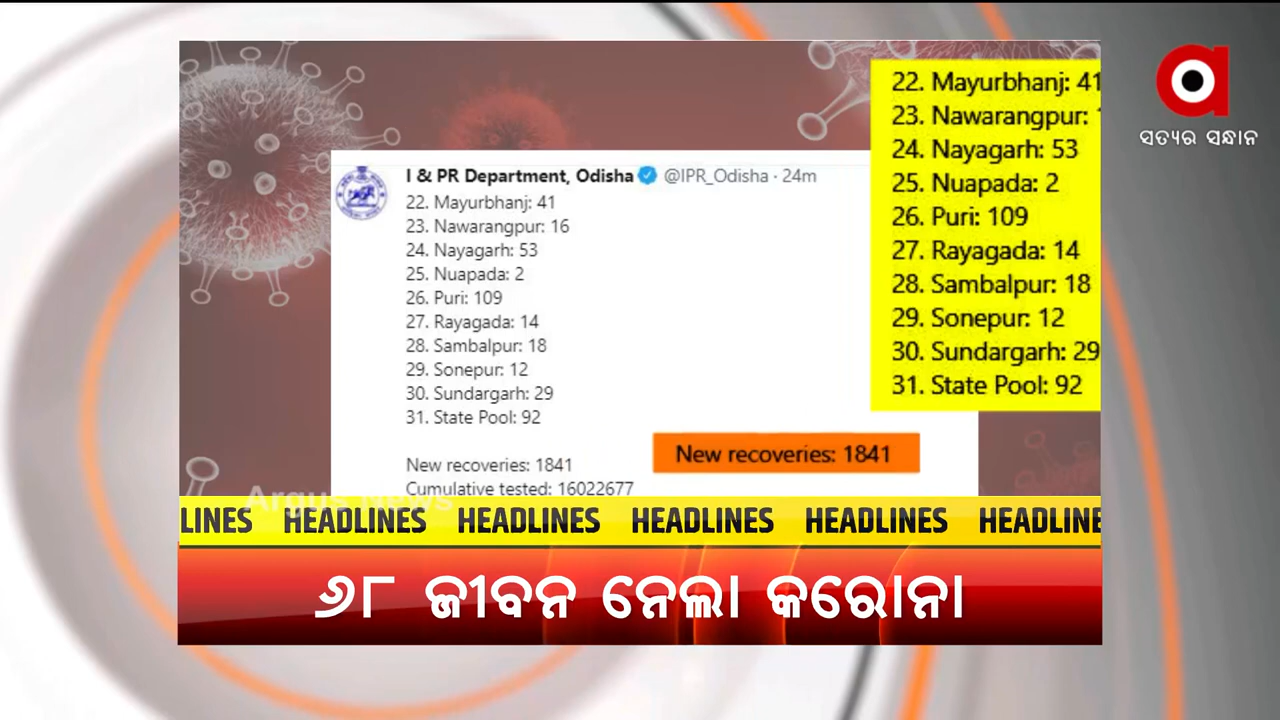 I & PR Department, Odisha @IPR_Odisha · 24m
22. Mayurbhanj: 41
23. Nawarangpur: 16
24. Nayagarh: 53
25. Nuapada: 2
26. Puri: 109
27. Rayagada: 14
28. Sambalpur: 18
29. Sonepur: 12
30. Sundargarh: 29
31. State Pool: 92
New recoveries: 1841
Cumulative tested: 16022677
22. Mayurbhanj: 41
23. Nawarangpur:
24. Nayagarh: 53
25. Nuapada: 2
26. Puri: 109
27. Rayagada: 14
28. Sambalpur: 18
29. Sonepur: 12
30. Sundargarh: 29
31. State Pool: 92
New recoveries: 1841
ସତ୍ୟର ସନ୍ଧାନ
Argus News
LINES HEADLINES HEADLINES HEADLINES HEADLINES HEADLINE
୬୮ ଜୀବନ ନେଲା କରୋନା